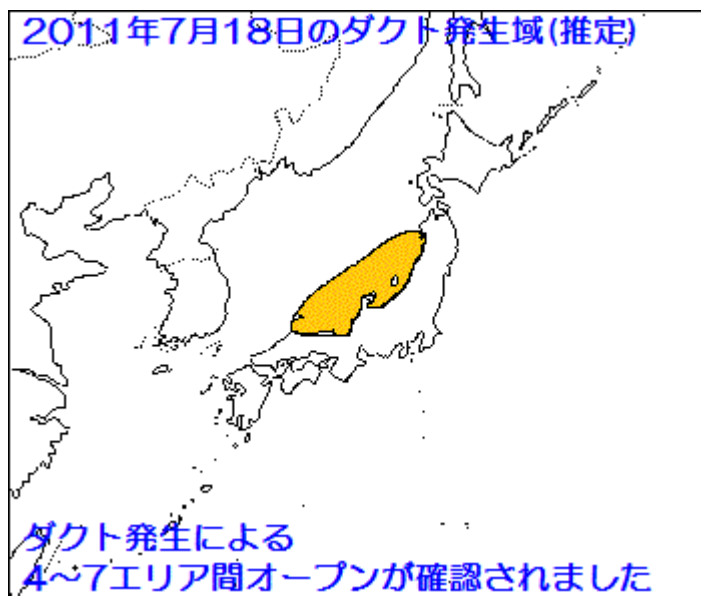 2011年7月18日のダクト発生域(推定)
ダクト発生による
4～7エリア間オープンが確認されました